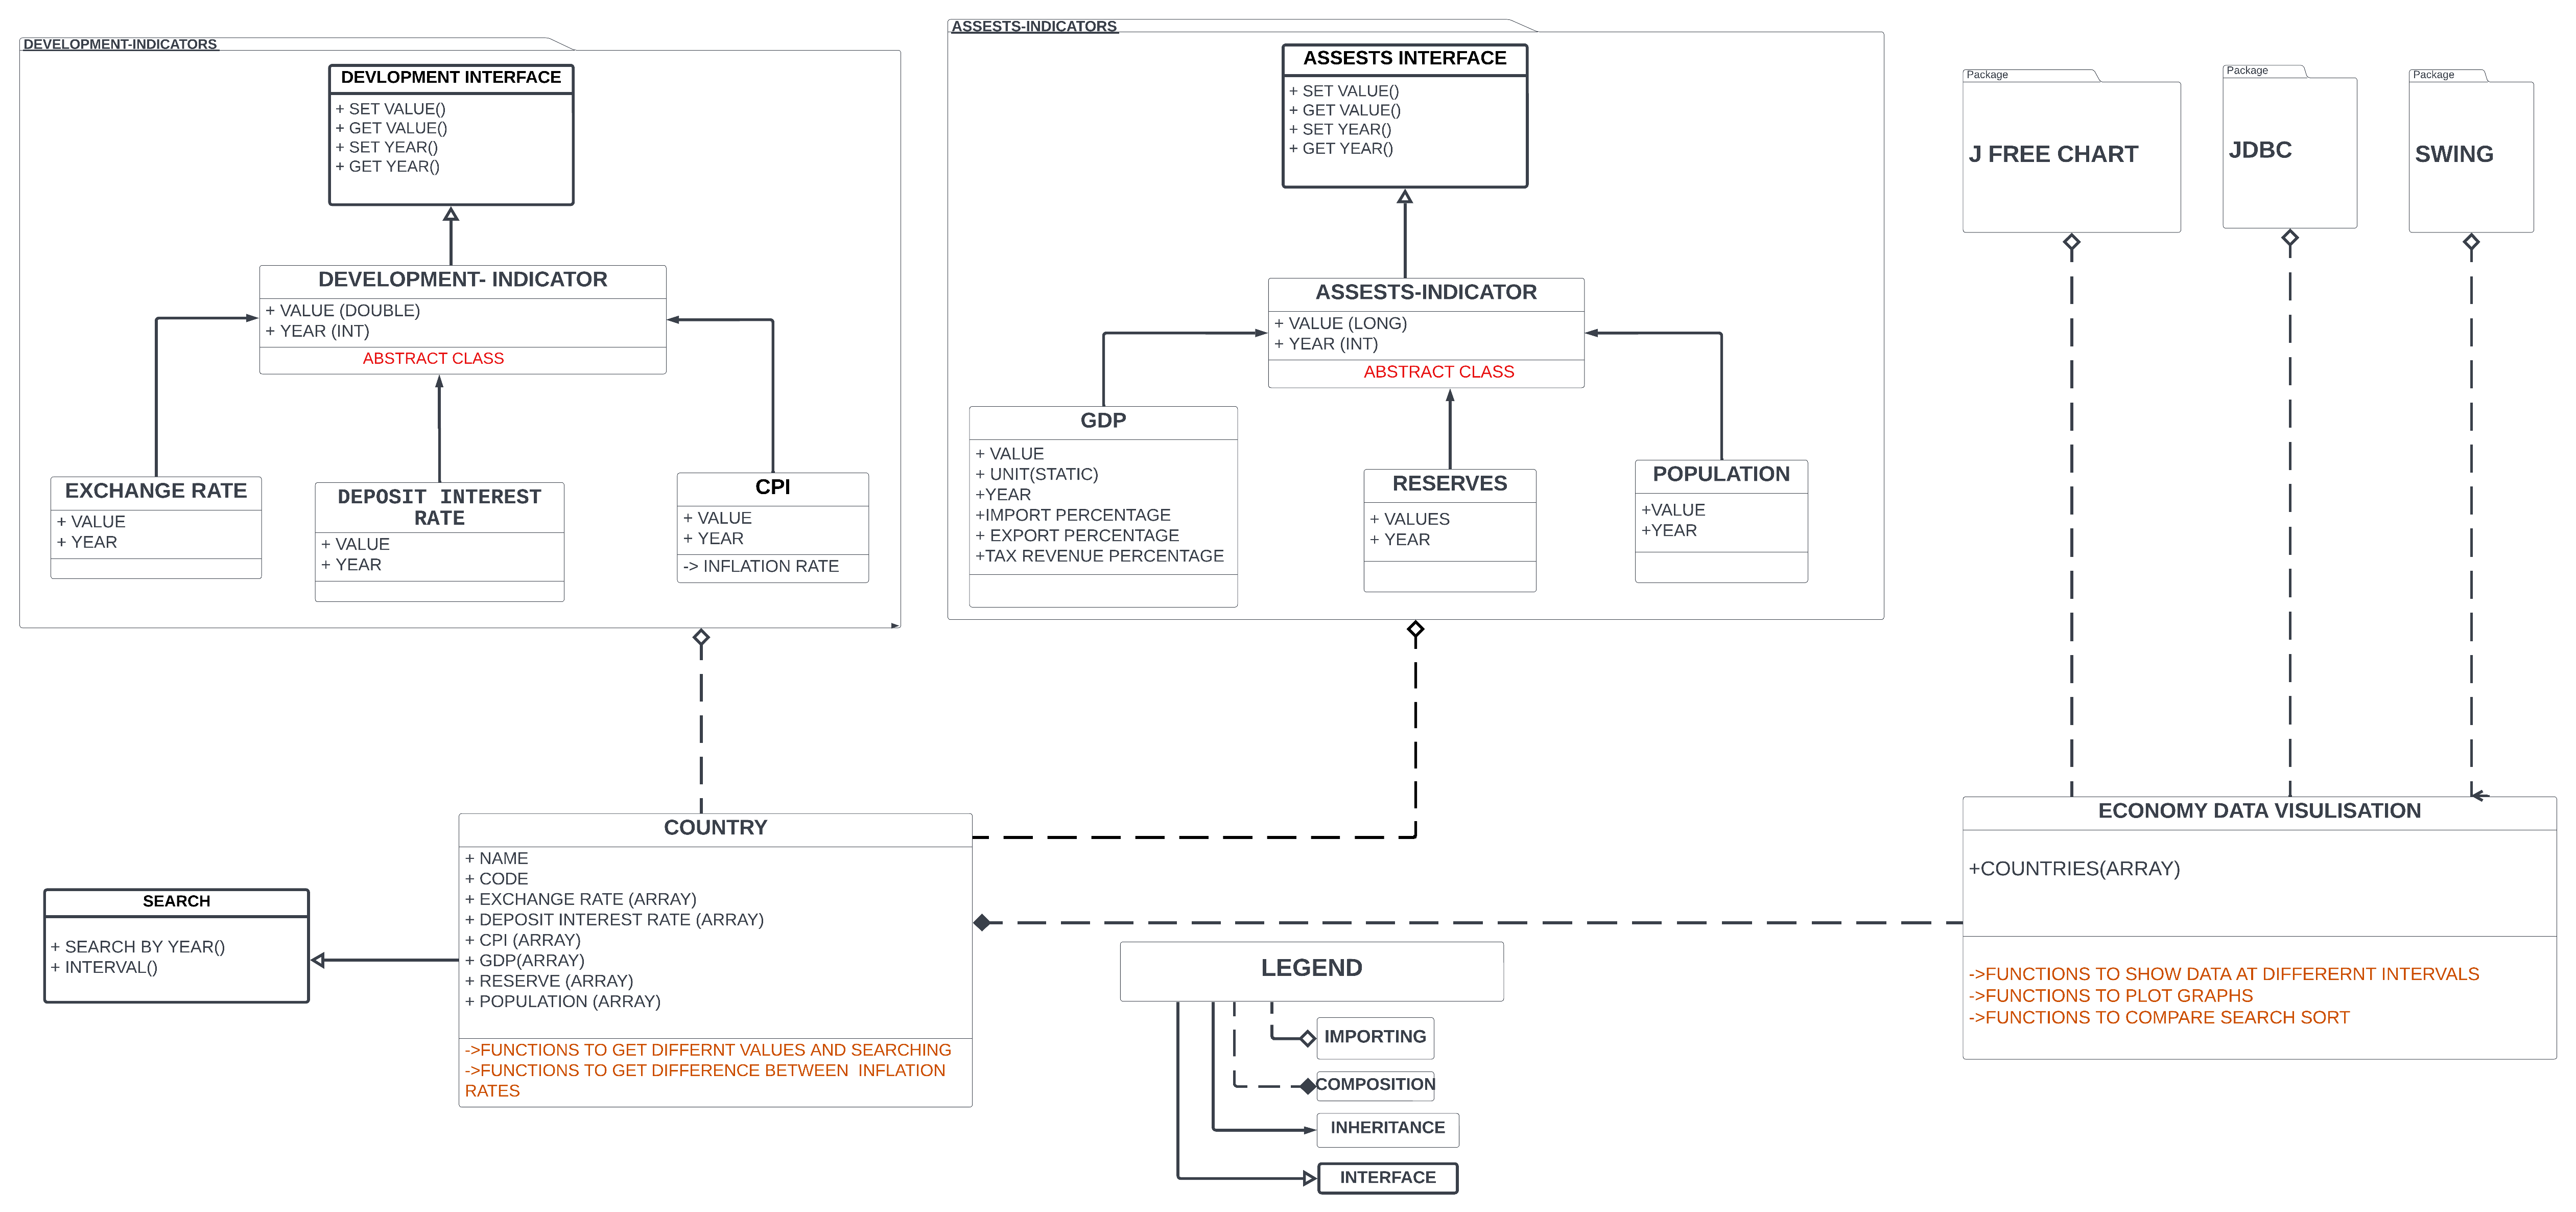 DEVELOPMENT-INDICATORS
DEVLOPMENT INTERFACE
+ SET VALUE()
+ GET VALUE()
+ SET YEAR()
+ GET YEAR()
DEVELOPMENT- INDICATOR
+ VALUE (DOUBLE)
+ YEAR (INT)
ABSTRACT CLASS
EXCHANGE RATE
+ VALUE
+ YEAR
DEPOSIT INTEREST
RATE
+ VALUE
+ YEAR
CPI
+ VALUE
+ YEAR
-> INFLATION RATE
ASSESTS-INDICATORS
ASSESTS INTERFACE
+ SET VALUE()
+ GET VALUE()
+ SET YEAR()
+ GET YEAR()
ASSESTS-INDICATOR
+ VALUE (LONG)
+ YEAR (INT)
ABSTRACT CLASS
GDP
+ VALUE
+ UNIT(STATIC)
+YEAR
+IMPORT PERCENTAGE
+ EXPORT PERCENTAGE
+TAX REVENUE PERCENTAGE
RESERVES
+ VALUES
+ YEAR
POPULATION
+VALUE
+YEAR
Package
J FREE CHART
Package
JDBC
Package
SWING
SEARCH
+ SEARCH BY YEAR()
+ INTERVAL()
COUNTRY
+ NAME
+ CODE
+ EXCHANGE RATE (ARRAY)
+ DEPOSIT INTEREST RATE (ARRAY)
+ CPI (ARRAY)
+ GDP(ARRAY)
+ RESERVE (ARRAY)
+ POPULATION (ARRAY)
->FUNCTIONS TO GET DIFFERNT VALUES AND SEARCHING
->FUNCTIONS TO GET DIFFERENCE BETWEEN  INFLATION
RATES
ECONOMY DATA VISULISATION
+COUNTRIES(ARRAY)
->FUNCTIONS TO SHOW DATA AT DIFFERERNT INTERVALS
->FUNCTIONS TO PLOT GRAPHS
->FUNCTIONS TO COMPARE SEARCH SORT
LEGEND
IMPORTING
COMPOSITION
INHERITANCE
INTERFACE